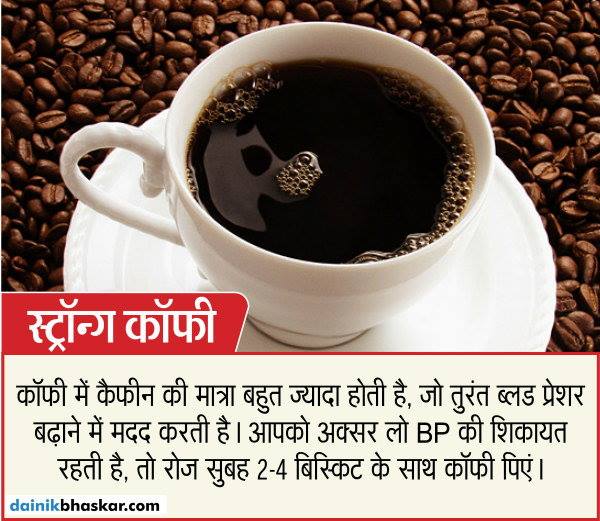 स्ट्रॉन्ग कॉफी
कॉफी में कैफीन की मात्रा बहुत ज्यादा होती है, जो तुरंत ब्लड प्रेशर
बढ़ाने में मदद करती है। आपको अक्सर लो BP की शिकायत
रहती है, तो रोज सुबह 2-4 बिस्किट के साथ कॉफी पिएं।
dainikbhaskar.com